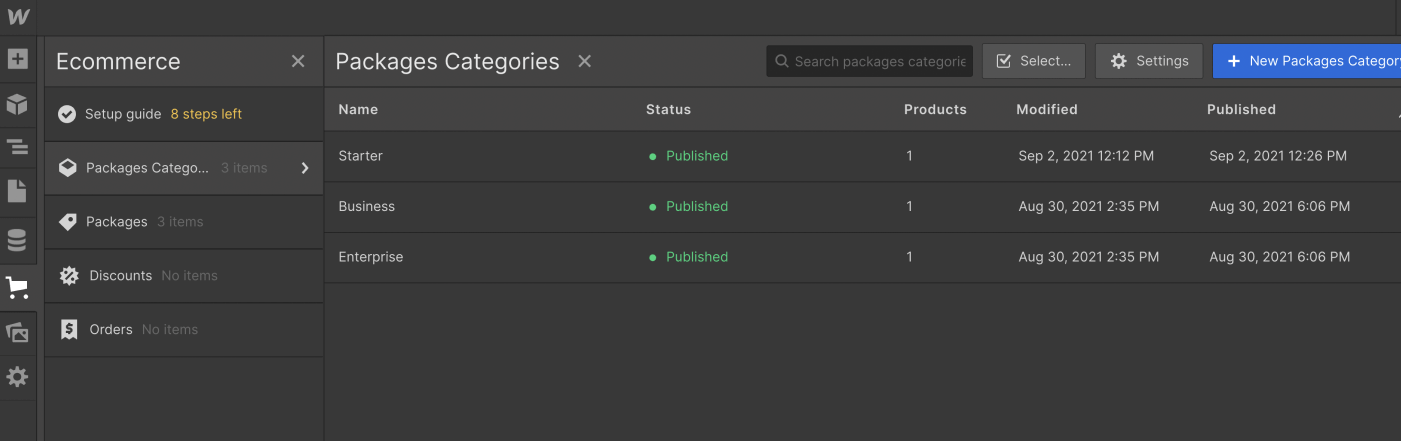 Ecommerce
Packages Categories
Search packages categorie
Select...
Settings
New Packages Category
Setup guide 8 steps left
Packages Catego... 3 items
Packages 3 items
Discounts No items
Orders No items
Name Status Products Modified Published
Starter Published 1 Sep 2, 2021 12:12 PM Sep 2, 2021 12:26 PM
Business Published 1 Aug 30, 2021 2:35 PM Aug 30, 2021 6:06 PM
Enterprise Published 1 Aug 30, 2021 2:35 PM Aug 30, 2021 6:06 PM